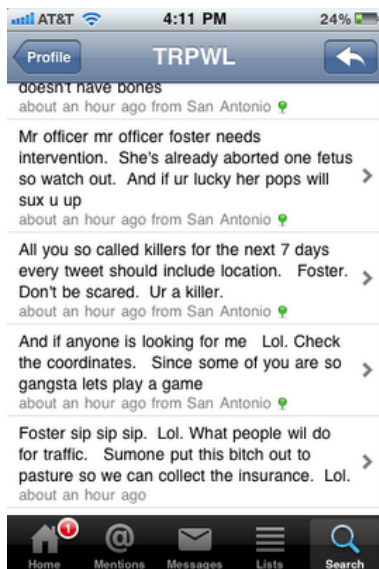 AT&T 4:11 PM 24%
Profile TRPWL
doesn't have bones
about an hour ago from San Antonio
Mr officer mr officer foster needs
intervention. She's already aborted one fetus
so watch out. And if ur lucky her pops will
sux u up
about an hour ago from San Antonio
All you so called killers for the next 7 days
every tweet should include location. Foster.
Don't be scared. Ur a killer.
about an hour ago from San Antonio
And if anyone is looking for me Lol. Check
the coordinates. Since some of you are so
gangsta lets play a game
about an hour ago from San Antonio
Foster sip sip sip. Lol. What people wil do
for traffic. Sumone put this bitch out to
pasture so we can collect the insurance. Lol.
about an hour ago
1
@
Home Mentions Messages Lists Search